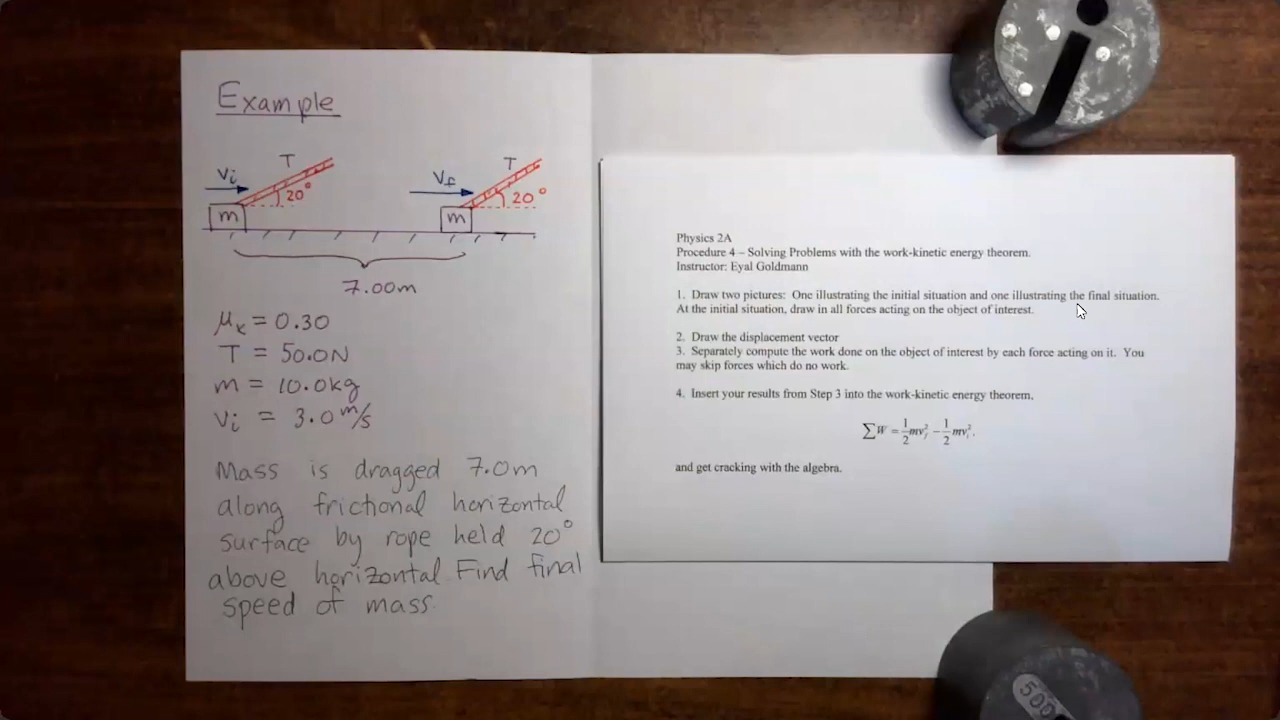 Example
T
T
Vi
Vf
20°
20°
m
m
7.00m
μk = 0.30
T = 50.0N
m = 10.0kg
Vi = 3.0 m/s
Mass is dragged 7.0m
along frictional horizontal
surface by rope held 20°
above horizontal. Find final
speed of mass.
Physics 2A
Procedure 4 – Solving Problems with the work-kinetic energy theorem.
Instructor: Eyal Goldmann
1. Draw two pictures: One illustrating the initial situation and one illustrating the final situation.
At the initial situation, draw in all forces acting on the object of interest.
2. Draw the displacement vector
3. Separately compute the work done on the object of interest by each force acting on it. You
may skip forces which do no work.
4. Insert your results from Step 3 into the work-kinetic energy theorem,
∑W = 1/2 mv_f^2 − 1/2 mv_i^2.
and get cracking with the algebra.